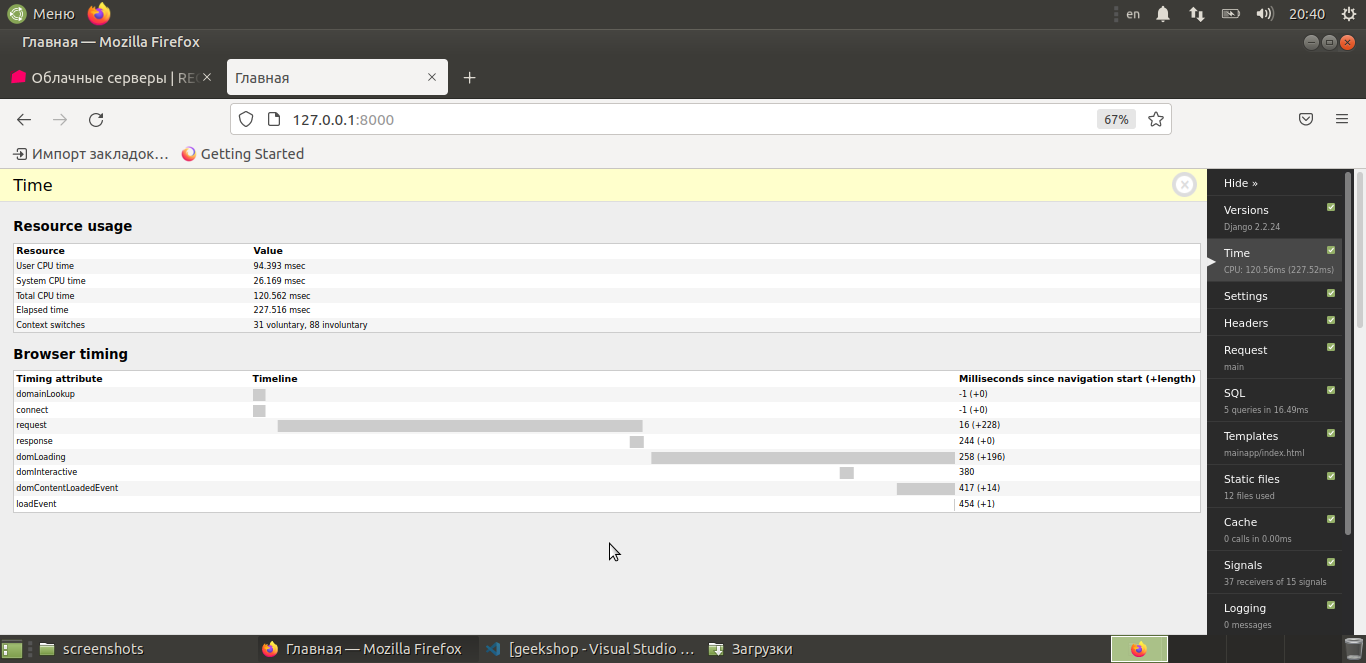 Меню
en
20:40
Главная — Mozilla Firefox
Облачные серверы | REG
Главная
127.0.0.1:8000
67%
Импорт закладок…
Getting Started
Time
Resource usage
Resource Value
User CPU time 94.393 msec
System CPU time 26.169 msec
Total CPU time 120.562 msec
Elapsed time 227.516 msec
Context switches 31 voluntary, 88 involuntary
Browser timing
Timing attribute Timeline Milliseconds since navigation start (+length)
domainLookup -1 (+0)
connect -1 (+0)
request 16 (+228)
response 244 (+0)
domLoading 258 (+196)
domInteractive 380
domContentLoadedEvent 417 (+14)
loadEvent 454 (+1)
Hide »
Versions
Django 2.2.24
Time
CPU: 120.56ms (227.52ms)
Settings
Headers
Request
main
SQL
5 queries in 16.49ms
Templates
mainapp/index.html
Static files
12 files used
Cache
0 calls in 0.00ms
Signals
37 receivers of 15 signals
Logging
0 messages
screenshots
Главная — Mozilla Firefox
[geekshop - Visual Studio …
Загрузки